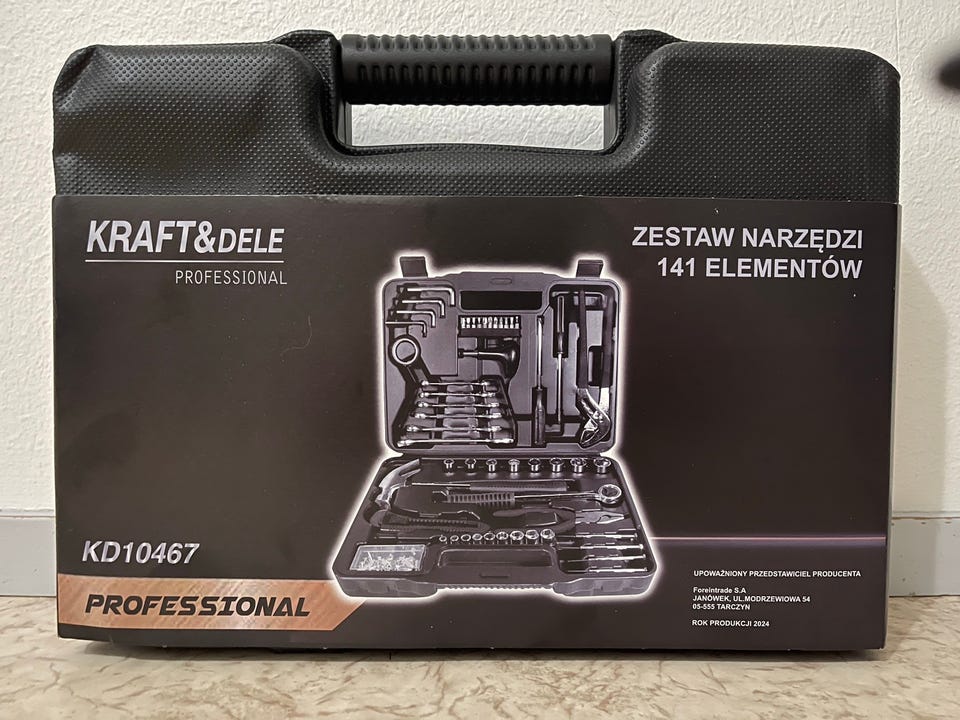 KRAFT&DELE
PROFESSIONAL
ZESTAW NARZĘDZI
141 ELEMENTÓW
KD10467
PROFESSIONAL
UPOWAŻNIONY PRZEDSTAWICIEL PRODUCENTA
Foreintrade S.A
JANÓWEK, UL.MODRZEWIOWA 54
05-555 TARCZYN
ROK PRODUKCJI 2024